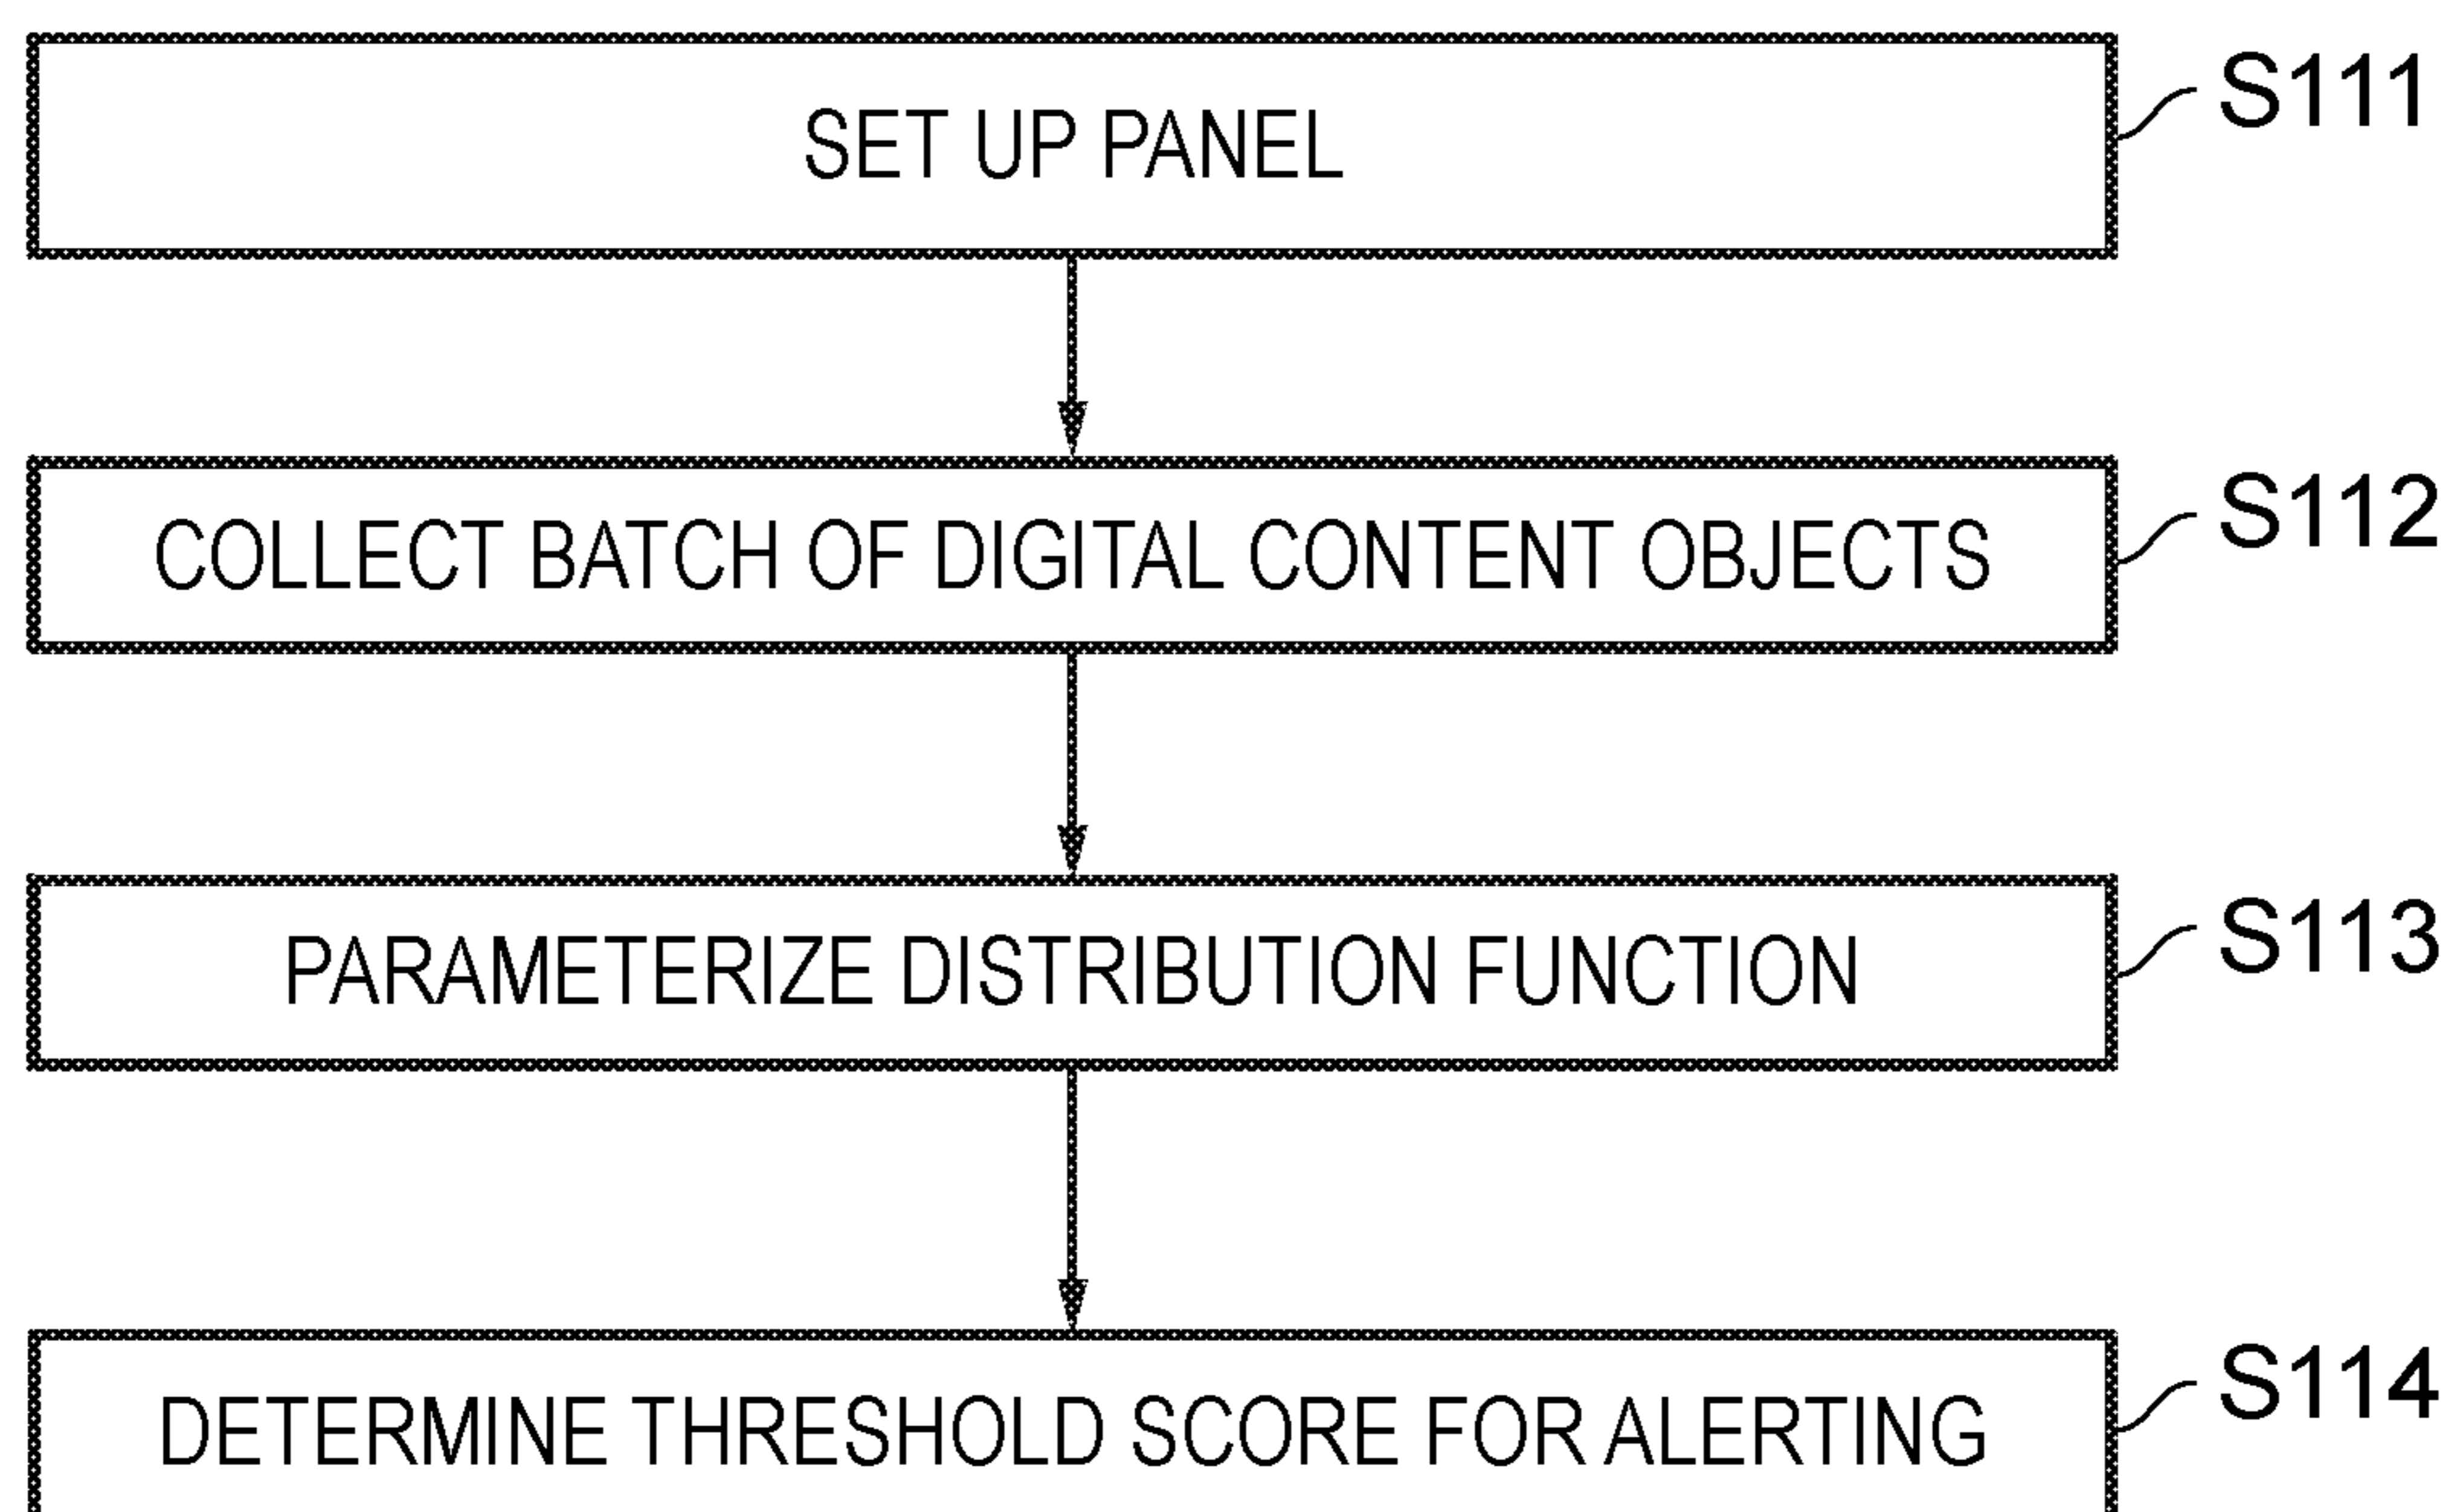 SET UP PANEL
S111
COLLECT BATCH OF DIGITAL CONTENT OBJECTS
S112
PARAMETERIZE DISTRIBUTION FUNCTION
S113
DETERMINE THRESHOLD SCORE FOR ALERTING
S114